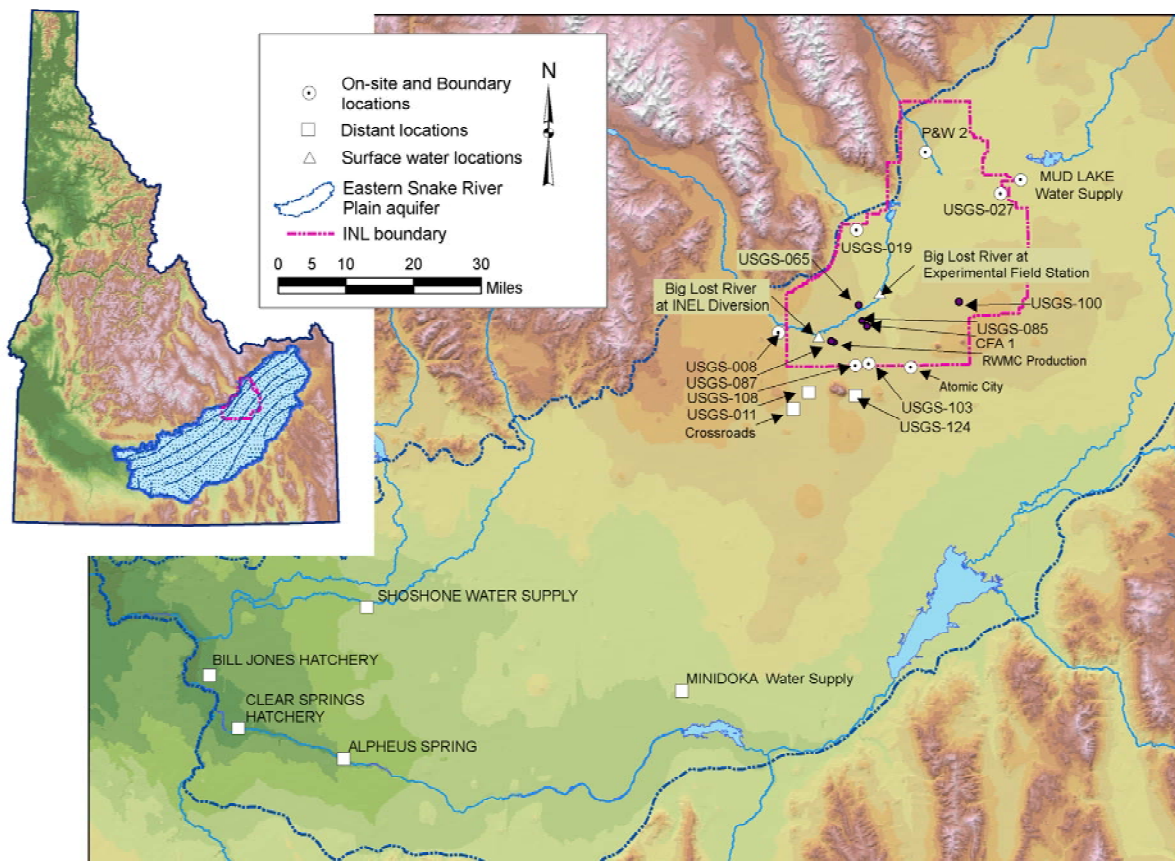 On-site and Boundary
locations
Distant locations
Surface water locations
Eastern Snake River
Plain aquifer
INL boundary
0 5 10 20 30
Miles
N
P&W 2
MUD LAKE
Water Supply
USGS-027
USGS-019
USGS-065
Big Lost River at
Experimental Field Station
Big Lost River
at INEL Diversion
USGS-100
USGS-085
CFA 1
RWMC Production
USGS-008
USGS-087
USGS-108
USGS-011
Crossroads
Atomic City
USGS-103
USGS-124
SHOSHONE WATER SUPPLY
BILL JONES HATCHERY
MINIDOKA Water Supply
CLEAR SPRINGS
HATCHERY
ALPHEUS SPRING